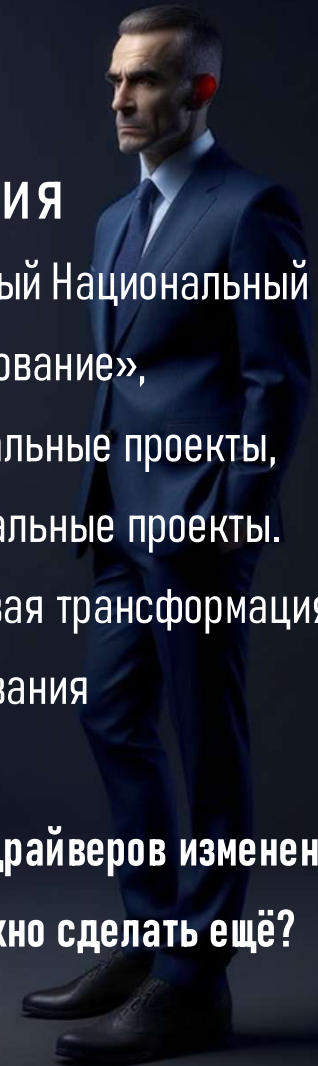 ия
ый Национальный
ование»,
альные проекты,
альные проекты.
вая трансформация
вания
драйверов изменен
жно сделать ещё?